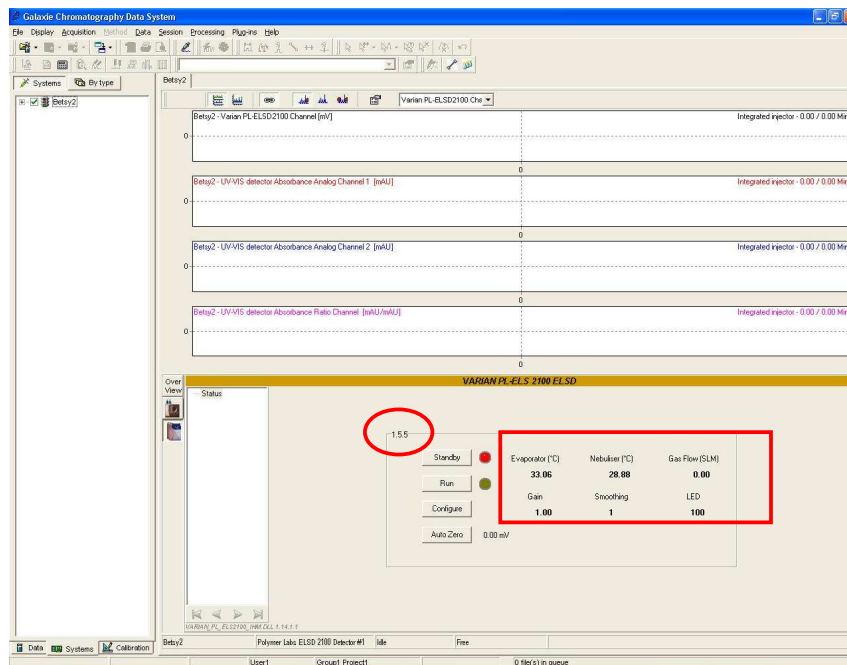 Galaxie Chromatography Data System
File Display Acquisition Method Data Session Processing Plug-ins Help
Systems By type
Betsy2
Betsy2
Varian PL-ELSD2100 Cha
Betsy2 - Varian PL-ELSD2100 Channel [mV] Integrated injector - 0.00 / 0.00 Min
0
0
Betsy2 - UV-VIS detector Absorbance Analog Channel 1 [mAU] Integrated injector - 0.00 / 0.00 Min
0
0
Betsy2 - UV-VIS detector Absorbance Analog Channel 2 [mAU] Integrated injector - 0.00 / 0.00 Min
0
0
Betsy2 - UV-VIS detector Absorbance Ratio Channel [mAU/mAU] Integrated injector - 0.00 / 0.00 Min
0
0
Over View
VARIAN PL-ELS 2100 ELSD
Status
1.5.5
Standby
Run
Configure
Auto Zero 0.00 mV
Evaporator (°C) Nebuliser (°C) Gas Flow (SLM)
33.06 28.88 0.00
Gain Smoothing LED
1.00 1 100
VARIAN_PL_ELS2100_IHM.DLL 1.14.1.1
Data Systems Calibration
Betsy2 Polymer Labs ELSD 2100 Detector #1 Idle Free
User1 Group1 Project1 0 file(s) in queue